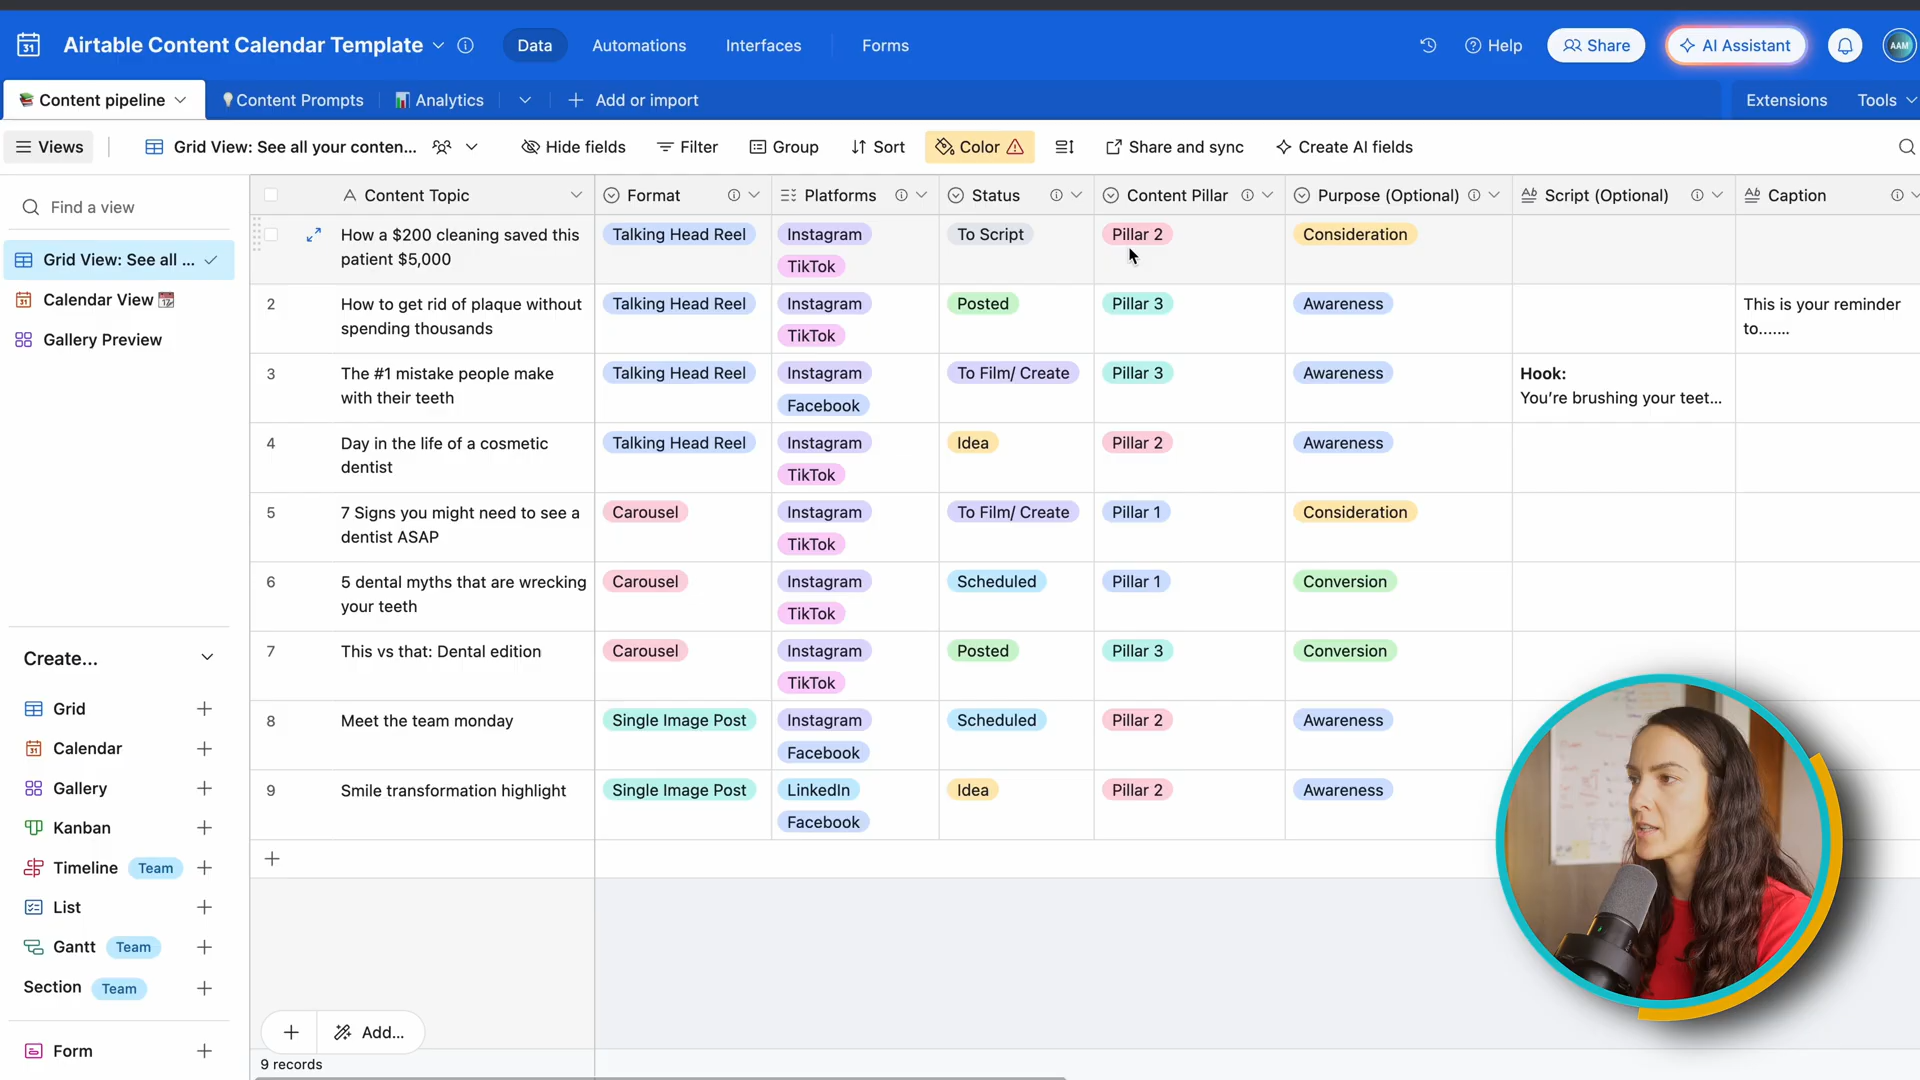 31 Airtable Content Calendar Template Data Automations Interfaces Forms Help Share AI Assistant AAM
Content pipeline Content Prompts Analytics Add or import Extensions Tools
Views Grid View: See all your conten... Hide fields Filter Group Sort Color Share and sync Create AI fields
Find a view
Grid View: See all ...
Calendar View
Gallery Preview
Create...
Grid
Calendar
Gallery
Kanban
Timeline Team
List
Gantt Team
Section Team
Form
Content Topic Format Platforms Status Content Pillar Purpose (Optional) Script (Optional) Caption
How a $200 cleaning saved this Talking Head Reel Instagram To Script Pillar 2 Consideration
patient $5,000 TikTok
2 How to get rid of plaque without Talking Head Reel Instagram Posted Pillar 3 Awareness This is your reminder
spending thousands TikTok to.......
3 The #1 mistake people make Talking Head Reel Instagram To Film/ Create Pillar 3 Awareness Hook:
with their teeth Facebook You're brushing your teet...
4 Day in the life of a cosmetic Talking Head Reel Instagram Idea Pillar 2 Awareness
dentist TikTok
5 7 Signs you might need to see a Carousel Instagram To Film/ Create Pillar 1 Consideration
dentist ASAP TikTok
6 5 dental myths that are wrecking Carousel Instagram Scheduled Pillar 1 Conversion
your teeth TikTok
7 This vs that: Dental edition Carousel Instagram Posted Pillar 3 Conversion
TikTok
8 Meet the team monday Single Image Post Instagram Scheduled Pillar 2 Awareness
Facebook
9 Smile transformation highlight Single Image Post LinkedIn Idea Pillar 2 Awareness
Facebook
Add...
9 records